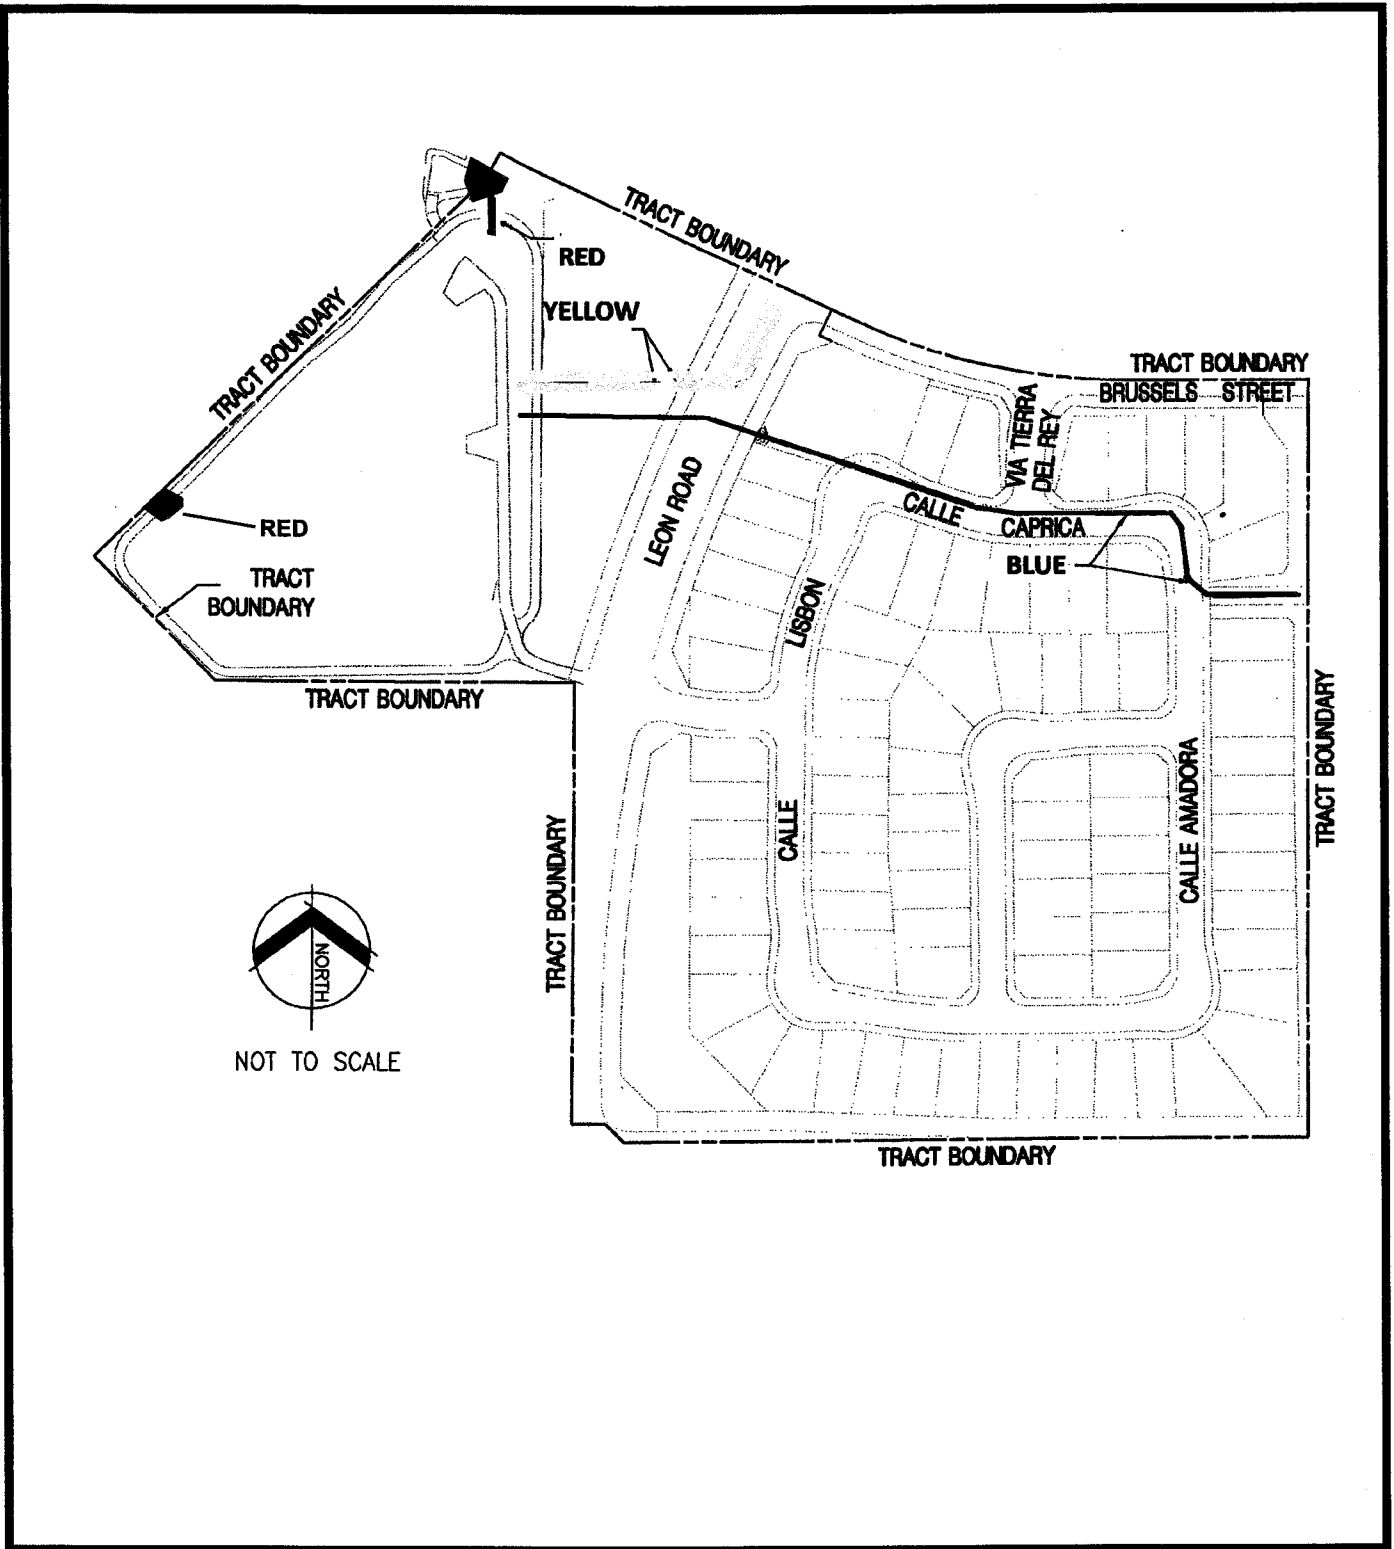 TRACT BOUNDARY
RED
YELLOW
TRACT BOUNDARY
TRACT BOUNDARY
BRUSSELS STREET
VIA TIERRA
DEL REY
LEON ROAD
CALLE
CAPRICA
BLUE
RED
TRACT
BOUNDARY
LISBON
TRACT BOUNDARY
TRACT BOUNDARY
CALLE
CALLE AMADORA
TRACT BOUNDARY
NORTH
NOT TO SCALE
TRACT BOUNDARY